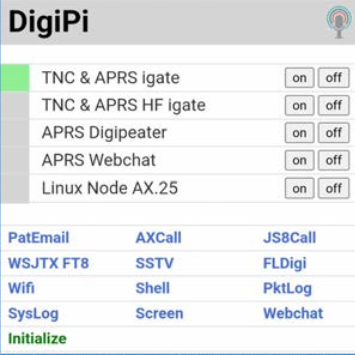 DigiPi
TNC & APRS igate on off
TNC & APRS HF igate on off
APRS Digipeater on off
APRS Webchat on off
Linux Node AX.25 on off
PatEmail AXCall JS8Call
WSJTX FT8 SSTV FLDigi
Wifi Shell PktLog
SysLog Screen Webchat
Initialize